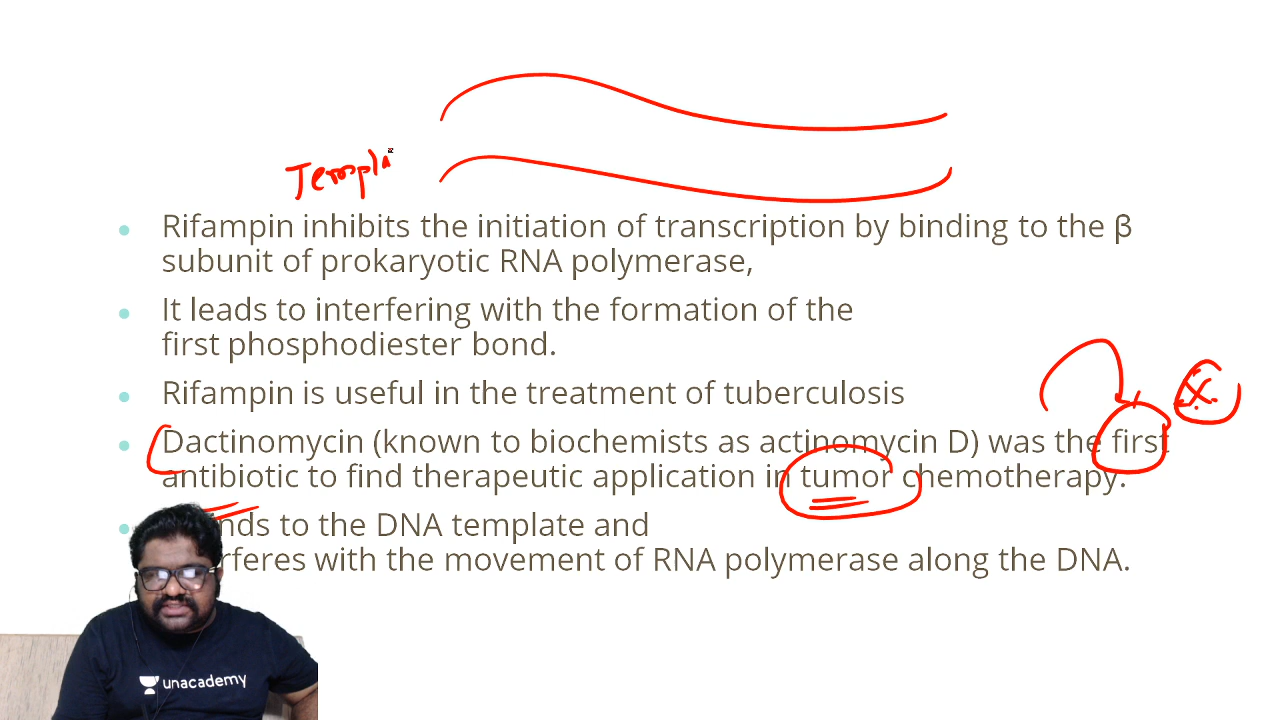 Templa
Rifampin inhibits the initiation of transcription by binding to the β
subunit of prokaryotic RNA polymerase,
It leads to interfering with the formation of the
first phosphodiester bond.
Rifampin is useful in the treatment of tuberculosis
Dactinomycin (known to biochemists as actinomycin D) was the first
antibiotic to find therapeutic application in tumor chemotherapy.
to the DNA template and
with the movement of RNA polymerase along the DNA.
unacademy